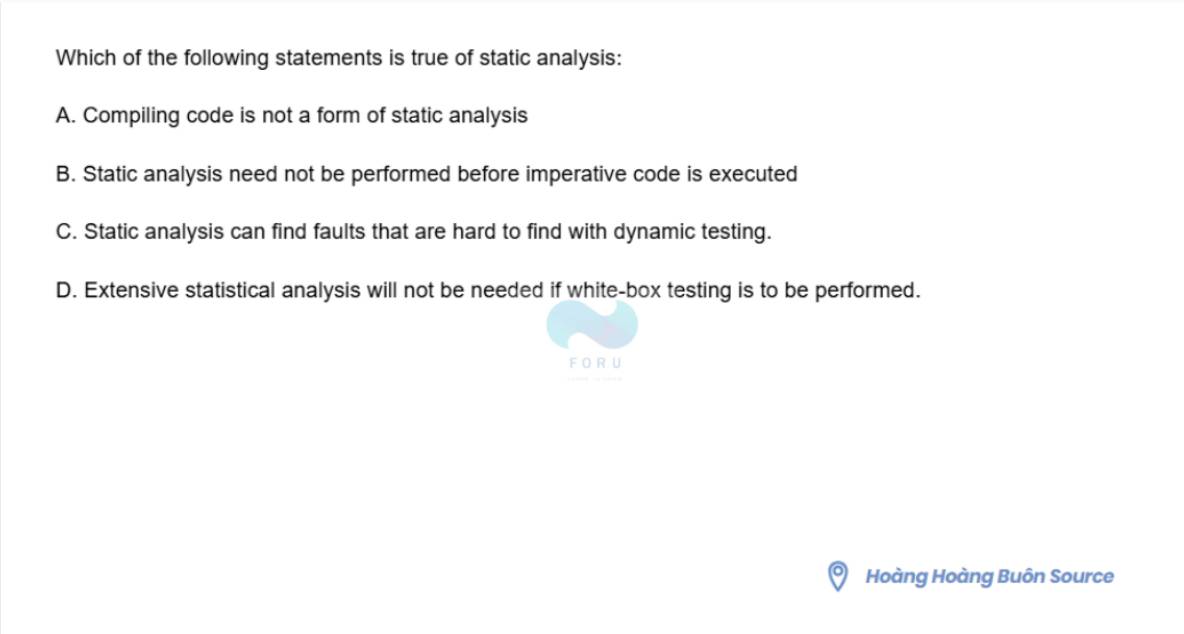 Which of the following statements is true of static analysis:
A. Compiling code is not a form of static analysis
B. Static analysis need not be performed before imperative code is executed
C. Static analysis can find faults that are hard to find with dynamic testing.
D. Extensive statistical analysis will not be needed if white-box testing is to be performed.
FORU
Hoàng Hoàng Buôn Source